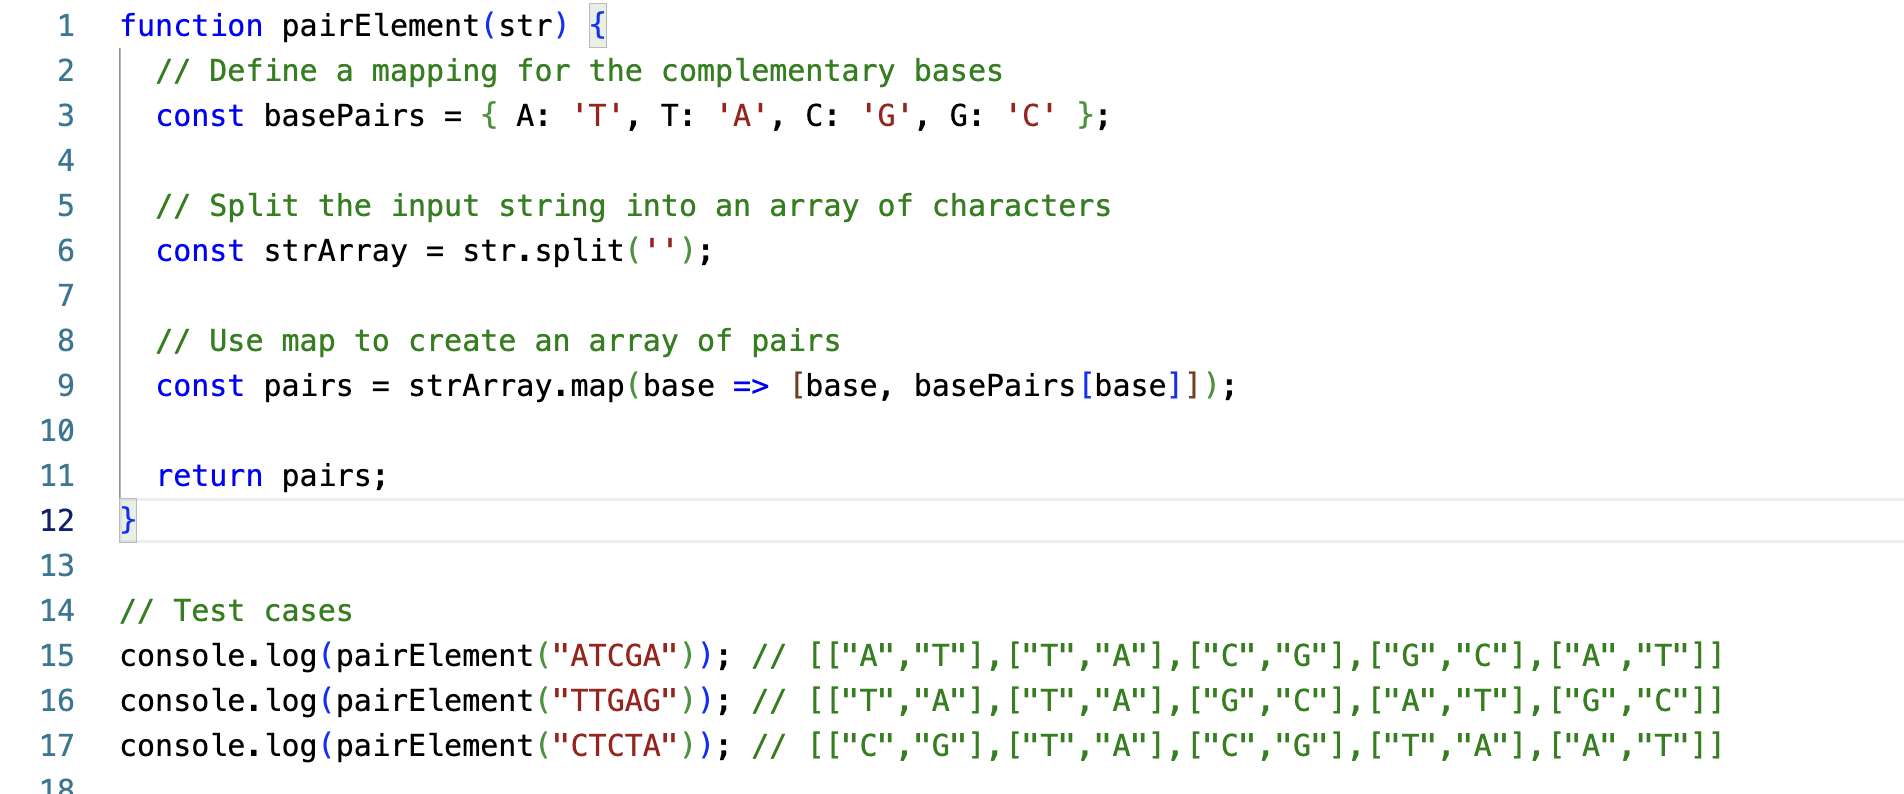 1 function pairElement(str) {
2 // Define a mapping for the complementary bases
3 const basePairs = { A: 'T', T: 'A', C: 'G', G: 'C' };
4
5 // Split the input string into an array of characters
6 const strArray = str.split('');
7
8 // Use map to create an array of pairs
9 const pairs = strArray.map(base => [base, basePairs[base]]);
10
11 return pairs;
12 }
13
14 // Test cases
15 console.log(pairElement("ATCGA")); // [["A","T"],["T","A"],["C","G"],["G","C"],["A","T"]]
16 console.log(pairElement("TTGAG")); // [["T","A"],["T","A"],["G","C"],["A","T"],["G","C"]]
17 console.log(pairElement("CTCTA")); // [["C","G"],["T","A"],["C","G"],["T","A"],["A","T"]]
18